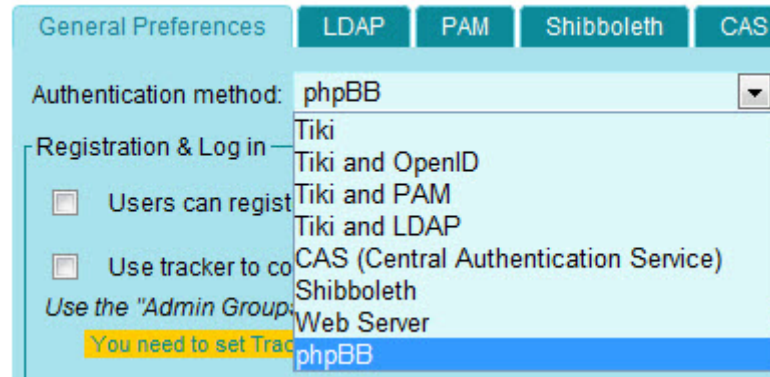 General Preferences LDAP PAM Shibboleth CAS
Authentication method: phpBB
Tiki
Registration & Log in
Tiki and OpenID
Tiki and PAM
Users can regist
Tiki and LDAP
Use tracker to co
CAS (Central Authentication Service)
Shibboleth
Use the "Admin Group
Web Server
You need to set Trac
phpBB